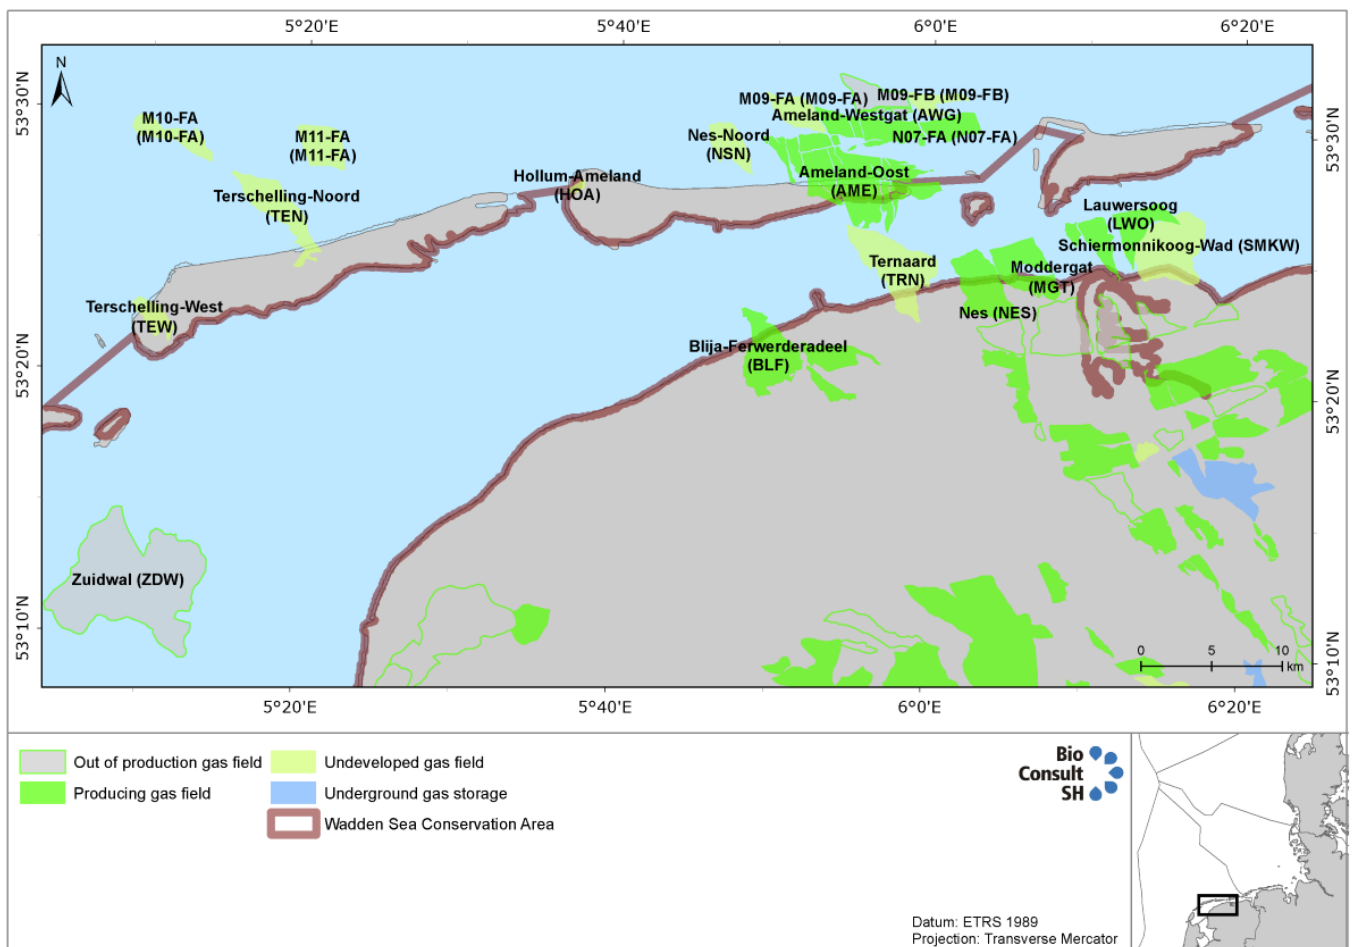 5°20'E
5°40'E
6°0'E
6°20'E
N
53°30'N
53°30'N
M10-FA
(M10-FA)
M11-FA
(M11-FA)
M09-FA (M09-FA)
M09-FB (M09-FB)
Ameland-Westgat (AWG)
Nes-Noord
(NSN)
N07-FA (N07-FA)
Hollum-Ameland
(HOA)
Ameland-Oost
(AME)
Terschelling-Noord
(TEN)
Lauwersoog
(LWO)
Schiermonnikoog-Wad (SMKW)
Ternaard
(TRN)
Moddergat
(MGT)
Terschelling-West
(TEW)
Nes (NES)
Blija-Ferwerderadeel
(BLF)
53°20'N
53°20'N
Zuidwal (ZDW)
53°10'N
53°10'N
0 5 10
km
5°20'E
5°40'E
6°0'E
6°20'E
Out of production gas field
Undeveloped gas field
Producing gas field
Underground gas storage
Wadden Sea Conservation Area
Bio
Consult
SH
Datum: ETRS 1989
Projection: Transverse Mercator